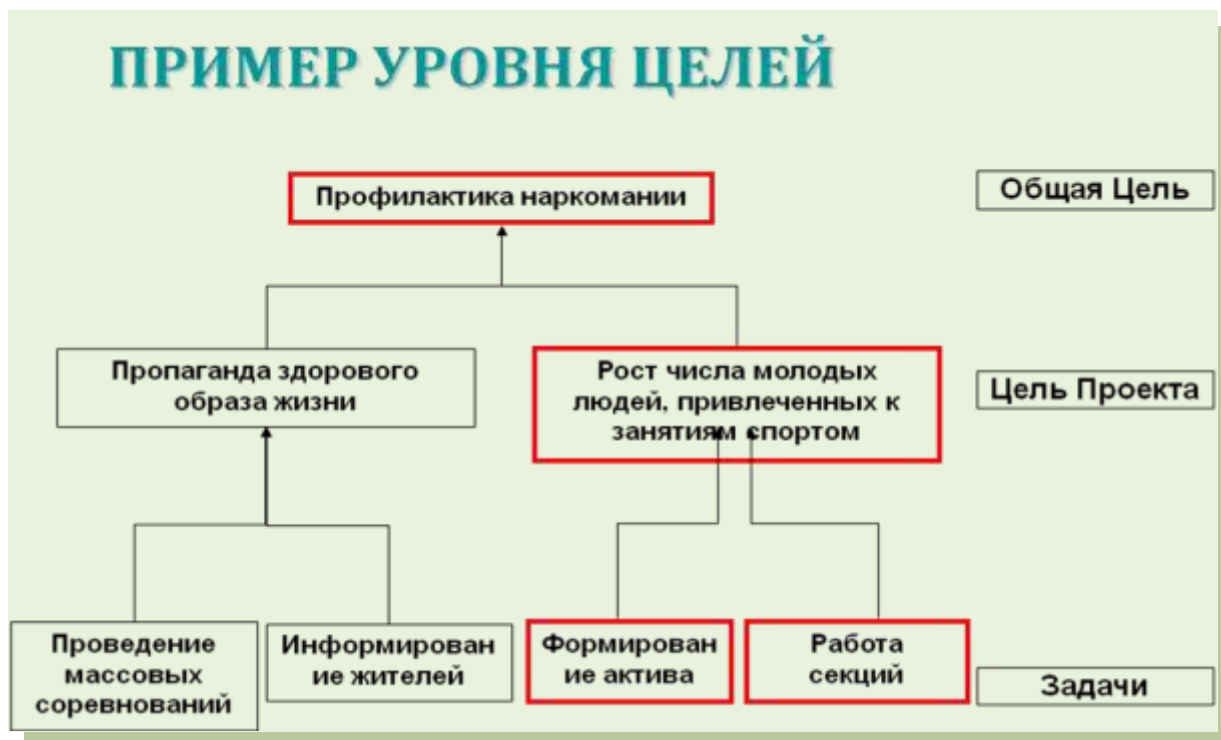 ПРИМЕР УРОВНЯ ЦЕЛЕЙ
Профилактика наркомании
Общая Цель
Пропаганда здорового
образа жизни
Рост числа молодых
людей, привлеченных к
занятиям спортом
Цель Проекта
Проведение
массовых
соревнований
Информирован
ие жителей
Формирован
ие актива
Работа
секций
Задачи